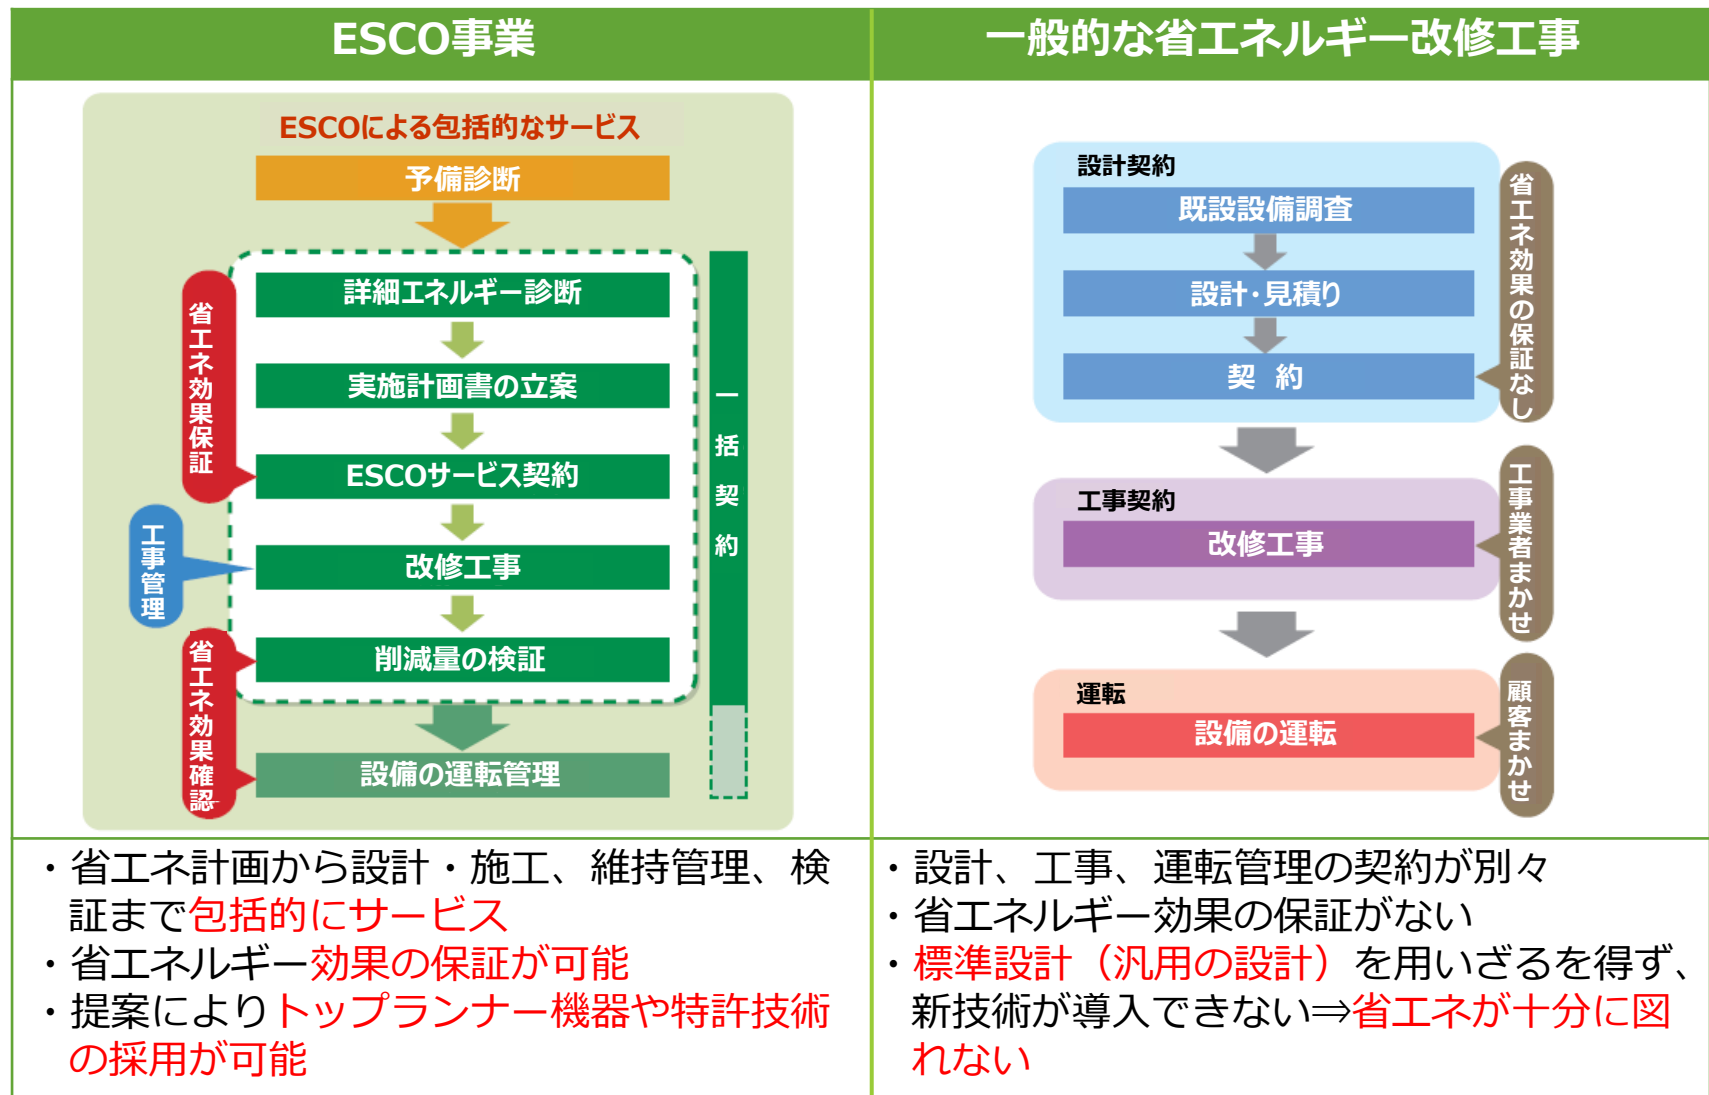 ESCO事業
ESCOによる包括的なサービス
予備診断
詳細エネルギー診断
実施計画書の立案
ESCOサービス契約
改修工事
削減量の検証
設備の運転管理
省エネ効果保証
工事管理
省エネ効果確認
一括契約
・省エネ計画から設計・施工、維持管理、検
証まで包括的にサービス
・省エネルギー効果の保証が可能
・提案によりトップランナー機器や特許技術
の採用が可能
一般的な省エネルギー改修工事
設計契約
既設設備調査
設計・見積り
契 約
省エネ効果の保証なし
工事契約
改修工事
工事業者まかせ
運転
設備の運転
顧客まかせ
・設計、工事、運転管理の契約が別々
・省エネルギー効果の保証がない
・標準設計（汎用の設計）を用いざるを得ず、
新技術が導入できない⇒省エネが十分に図
れない